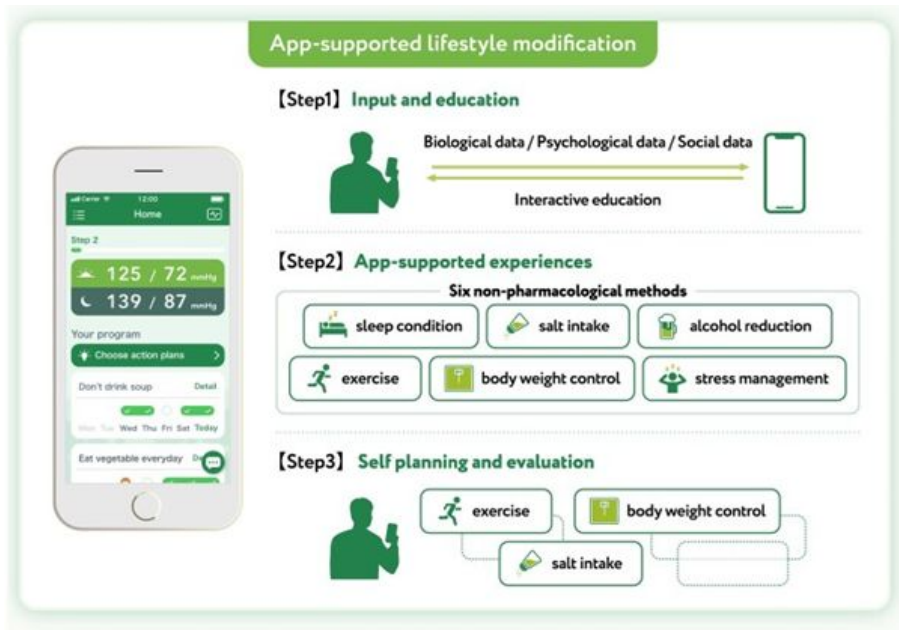 App-supported lifestyle modification
【Step1】 Input and education
Biological data / Psychological data / Social data
Interactive education
Carrier 12:00
Home
Step 2
125 / 72 mmHg
139 / 87 mmHg
Your program
Choose action plans
Don't drink soup Detail
Mon Tue Wed Thu Fri Sat Today
Eat vegetable everyday
【Step2】 App-supported experiences
Six non-pharmacological methods
sleep condition salt intake alcohol reduction
exercise body weight control stress management
【Step3】 Self planning and evaluation
exercise body weight control
salt intake